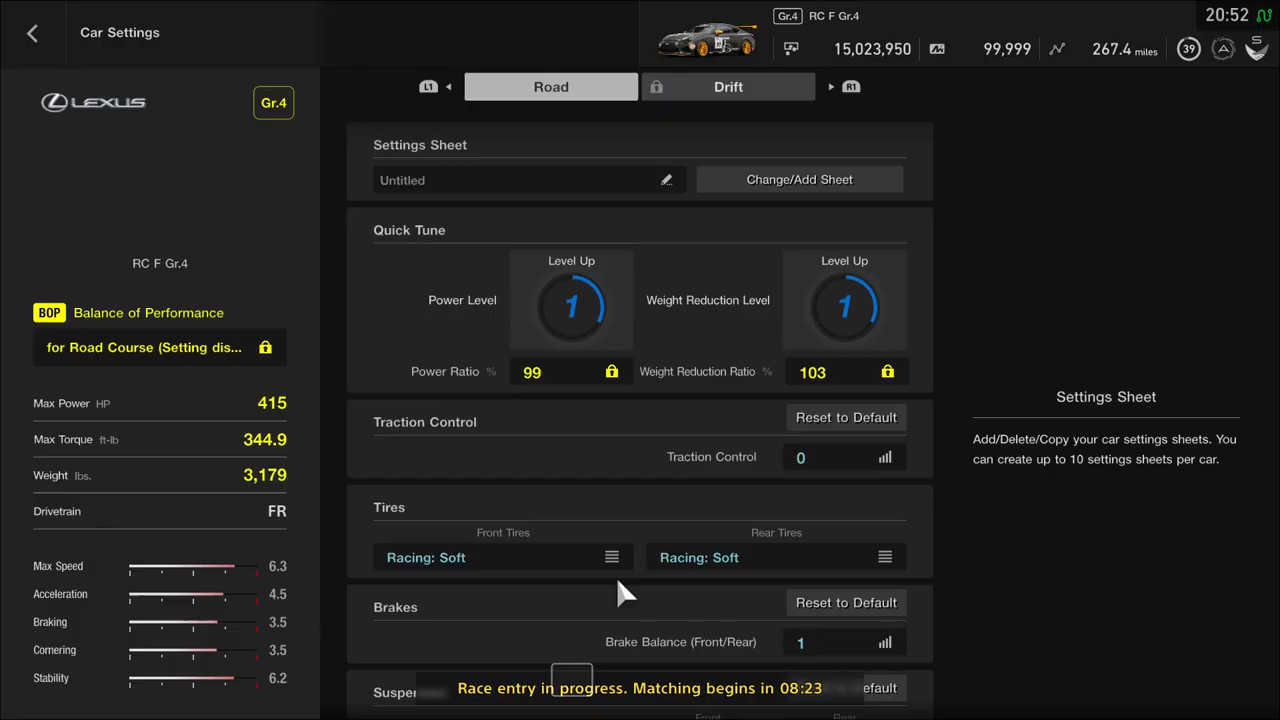 Car Settings
Gr.4 RC F Gr.4
20:52
15,023,950 99,999 267.4 miles 39 A S
LEXUS
Gr.4
L1 Road Drift R1
Settings Sheet
Untitled Change/Add Sheet
Quick Tune
Level Up Level Up
Power Level 1 Weight Reduction Level 1
Power Ratio % 99 Weight Reduction Ratio % 103
RC F Gr.4
BOP Balance of Performance
for Road Course (Setting dis...
Max Power HP 415
Max Torque ft-lb 344.9
Weight lbs. 3,179
Drivetrain FR
Max Speed 6.3
Acceleration 4.5
Braking 3.5
Cornering 3.5
Stability 6.2
Traction Control Reset to Default
Traction Control 0
Tires
Front Tires Rear Tires
Racing: Soft Racing: Soft
Brakes Reset to Default
Brake Balance (Front/Rear) 1
Race entry in progress. Matching begins in 08:23
Settings Sheet
Add/Delete/Copy your car settings sheets. You
can create up to 10 settings sheets per car.